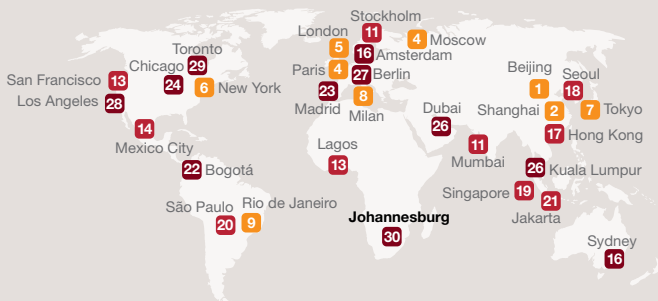 Stockholm
11
London
5
Moscow
4
Toronto
29
16
Amsterdam
Chicago
24
Paris
4
27
Berlin
San Francisco
13
6
New York
Beijing
1
Seoul
18
Los Angeles
28
23
Madrid
8
Milan
Dubai
26
Shanghai
2
7
Tokyo
14
Mexico City
Lagos
13
11
Mumbai
17
Hong Kong
22
Bogotá
26
Kuala Lumpur
Singapore
19
21
Jakarta
São Paulo
20
Rio de Janeiro
9
Johannesburg
30
Sydney
16